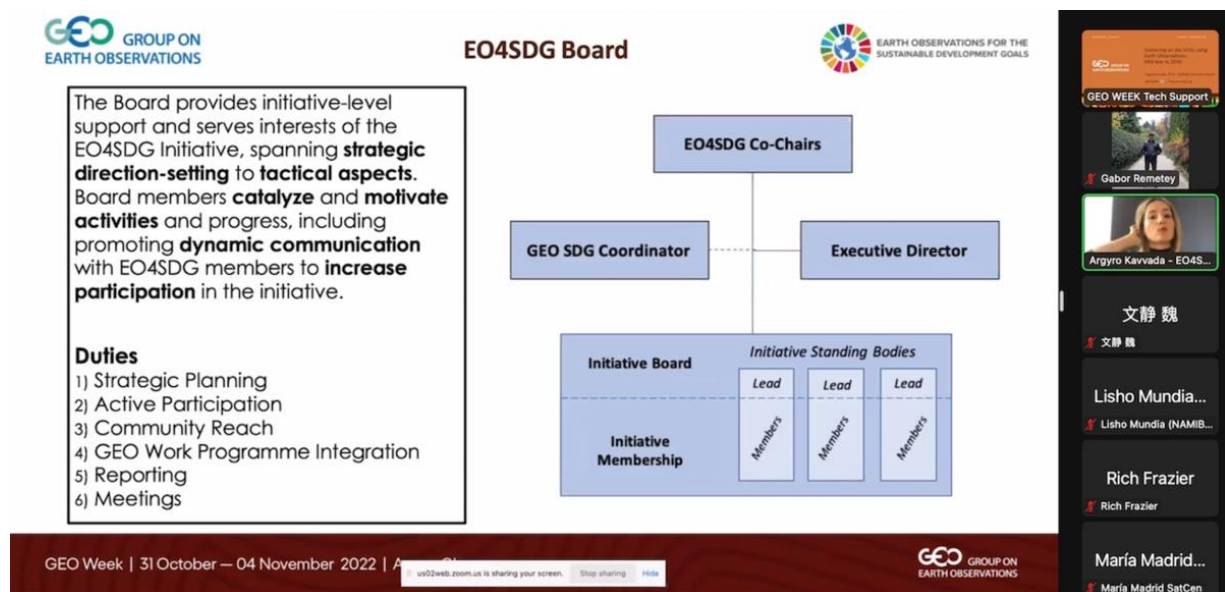 GEO GROUP ON
EARTH OBSERVATIONS
EO4SDG Board
EARTH OBSERVATIONS FOR THE
SUSTAINABLE DEVELOPMENT GOALS
The Board provides initiative-level
support and serves interests of the
EO4SDG Initiative, spanning strategic
direction-setting to tactical aspects.
Board members catalyze and motivate
activities and progress, including
promoting dynamic communication
with EO4SDG members to increase
participation in the initiative.
Duties
1) Strategic Planning
2) Active Participation
3) Community Reach
4) GEO Work Programme Integration
5) Reporting
6) Meetings
EO4SDG Co-Chairs
GEO SDG Coordinator
Executive Director
Initiative Board
Initiative Standing Bodies
Lead
Lead
Lead
Initiative
Membership
Members
Members
Members
GEO Week | 31 October — 04 November 2022 |
us02web.zoom.us is sharing your screen.
Stop sharing
Hide
GEO GROUP ON
EARTH OBSERVATIONS
GEO WEEK Tech Support
Gabor Remetey
Argyro Kavvada - EO4S...
文静 魏
文静 魏
Lisho Mundia...
Lisho Mundia (NAMIB...
Rich Frazier
Rich Frazier
María Madrid...
María Madrid SatCen